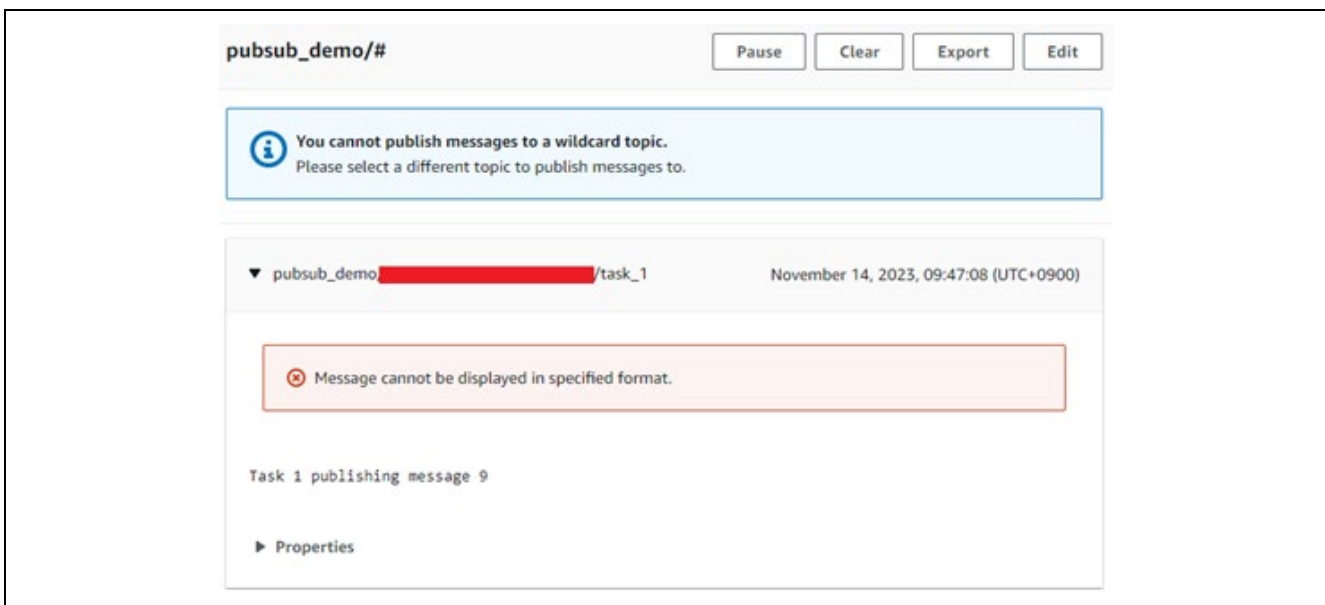 pubsub_demo/#
Pause
Clear
Export
Edit
You cannot publish messages to a wildcard topic.
Please select a different topic to publish messages to.
pubsub_demo/ /task_1
November 14, 2023, 09:47:08 (UTC+0900)
Message cannot be displayed in specified format.
Task 1 publishing message 9
Properties